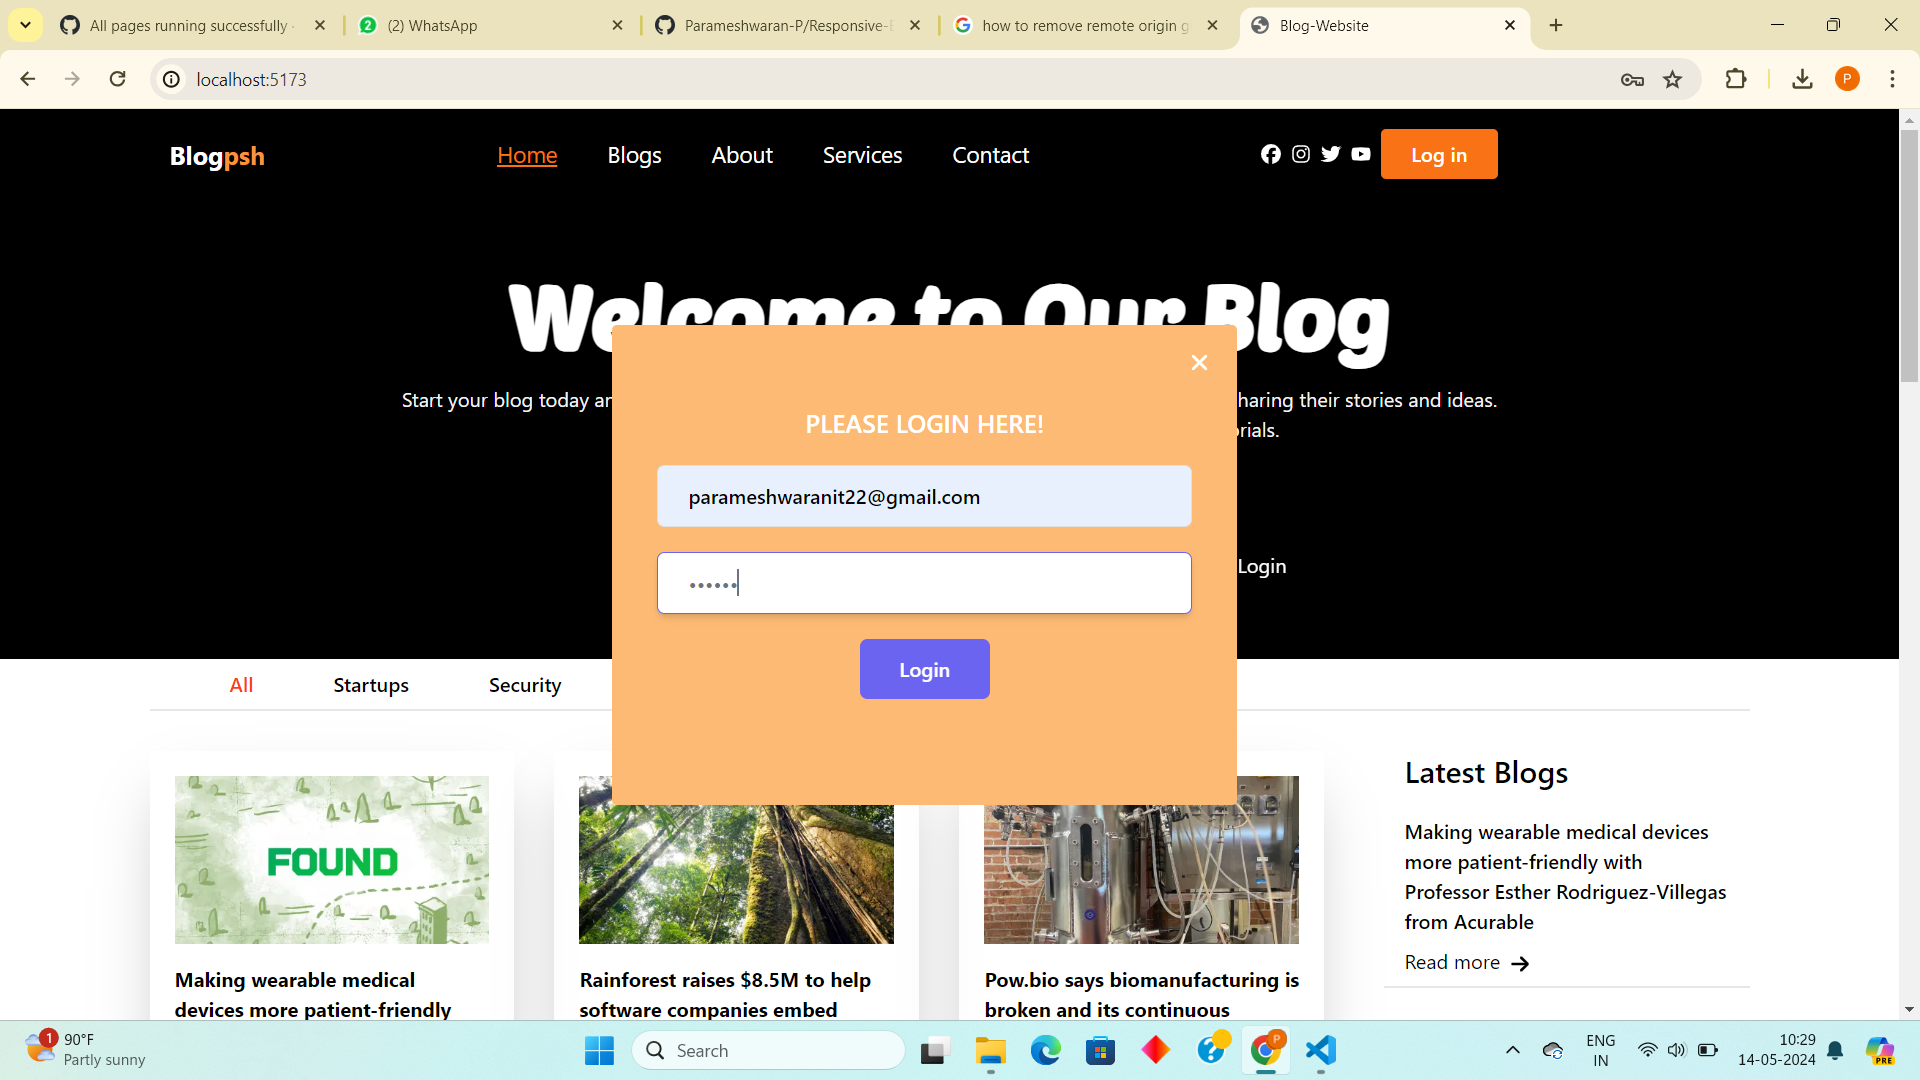 All pages running successfully
2
(2) WhatsApp
Parameshwaran-P/Responsive-
how to remove remote origin g
Blog-Website
localhost:5173
P
Blogpsh
Home
Blogs
About
Services
Contact
Log in
Welcome to Our Blog
Start your blog today
haring their stories and ideas.
rials.
PLEASE LOGIN HERE!
parameshwaranit22@gmail.com
••••••
Login
Login
All
Startups
Security
FOUND
Making wearable medical
devices more patient-friendly
Rainforest raises $8.5M to help
software companies embed
Pow.bio says biomanufacturing is
broken and its continuous
Latest Blogs
Making wearable medical devices
more patient-friendly with
Professor Esther Rodriguez-Villegas
from Acurable
Read more
1
90°F
Partly sunny
Search
P
ENG
IN
10:29
14-05-2024
PRE